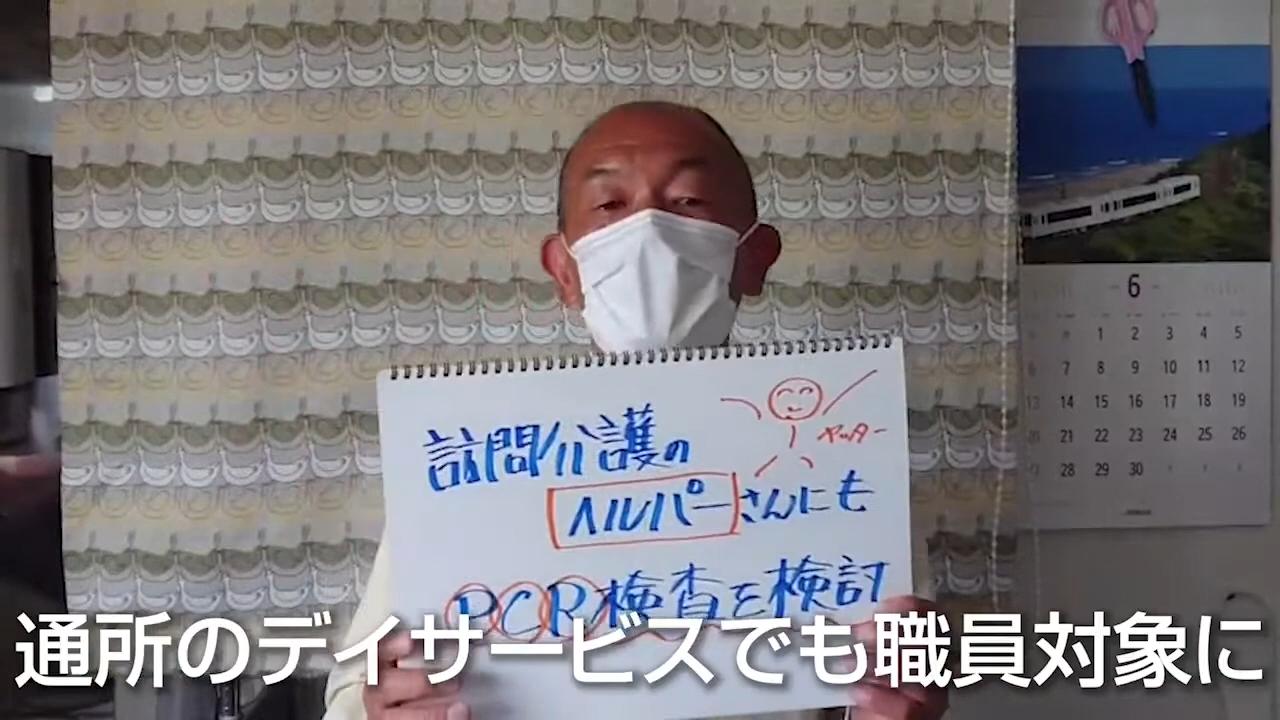 訪問介護の
ヤッター
ヘルパーさんにも
PCR検査を検討
通所のデイサービスでも職員対象に
6
1 2 3 4 5
7 8 9 10 11 12
13 14 15 16 17 18 19
21 22 23 24 25 26
28 29 30